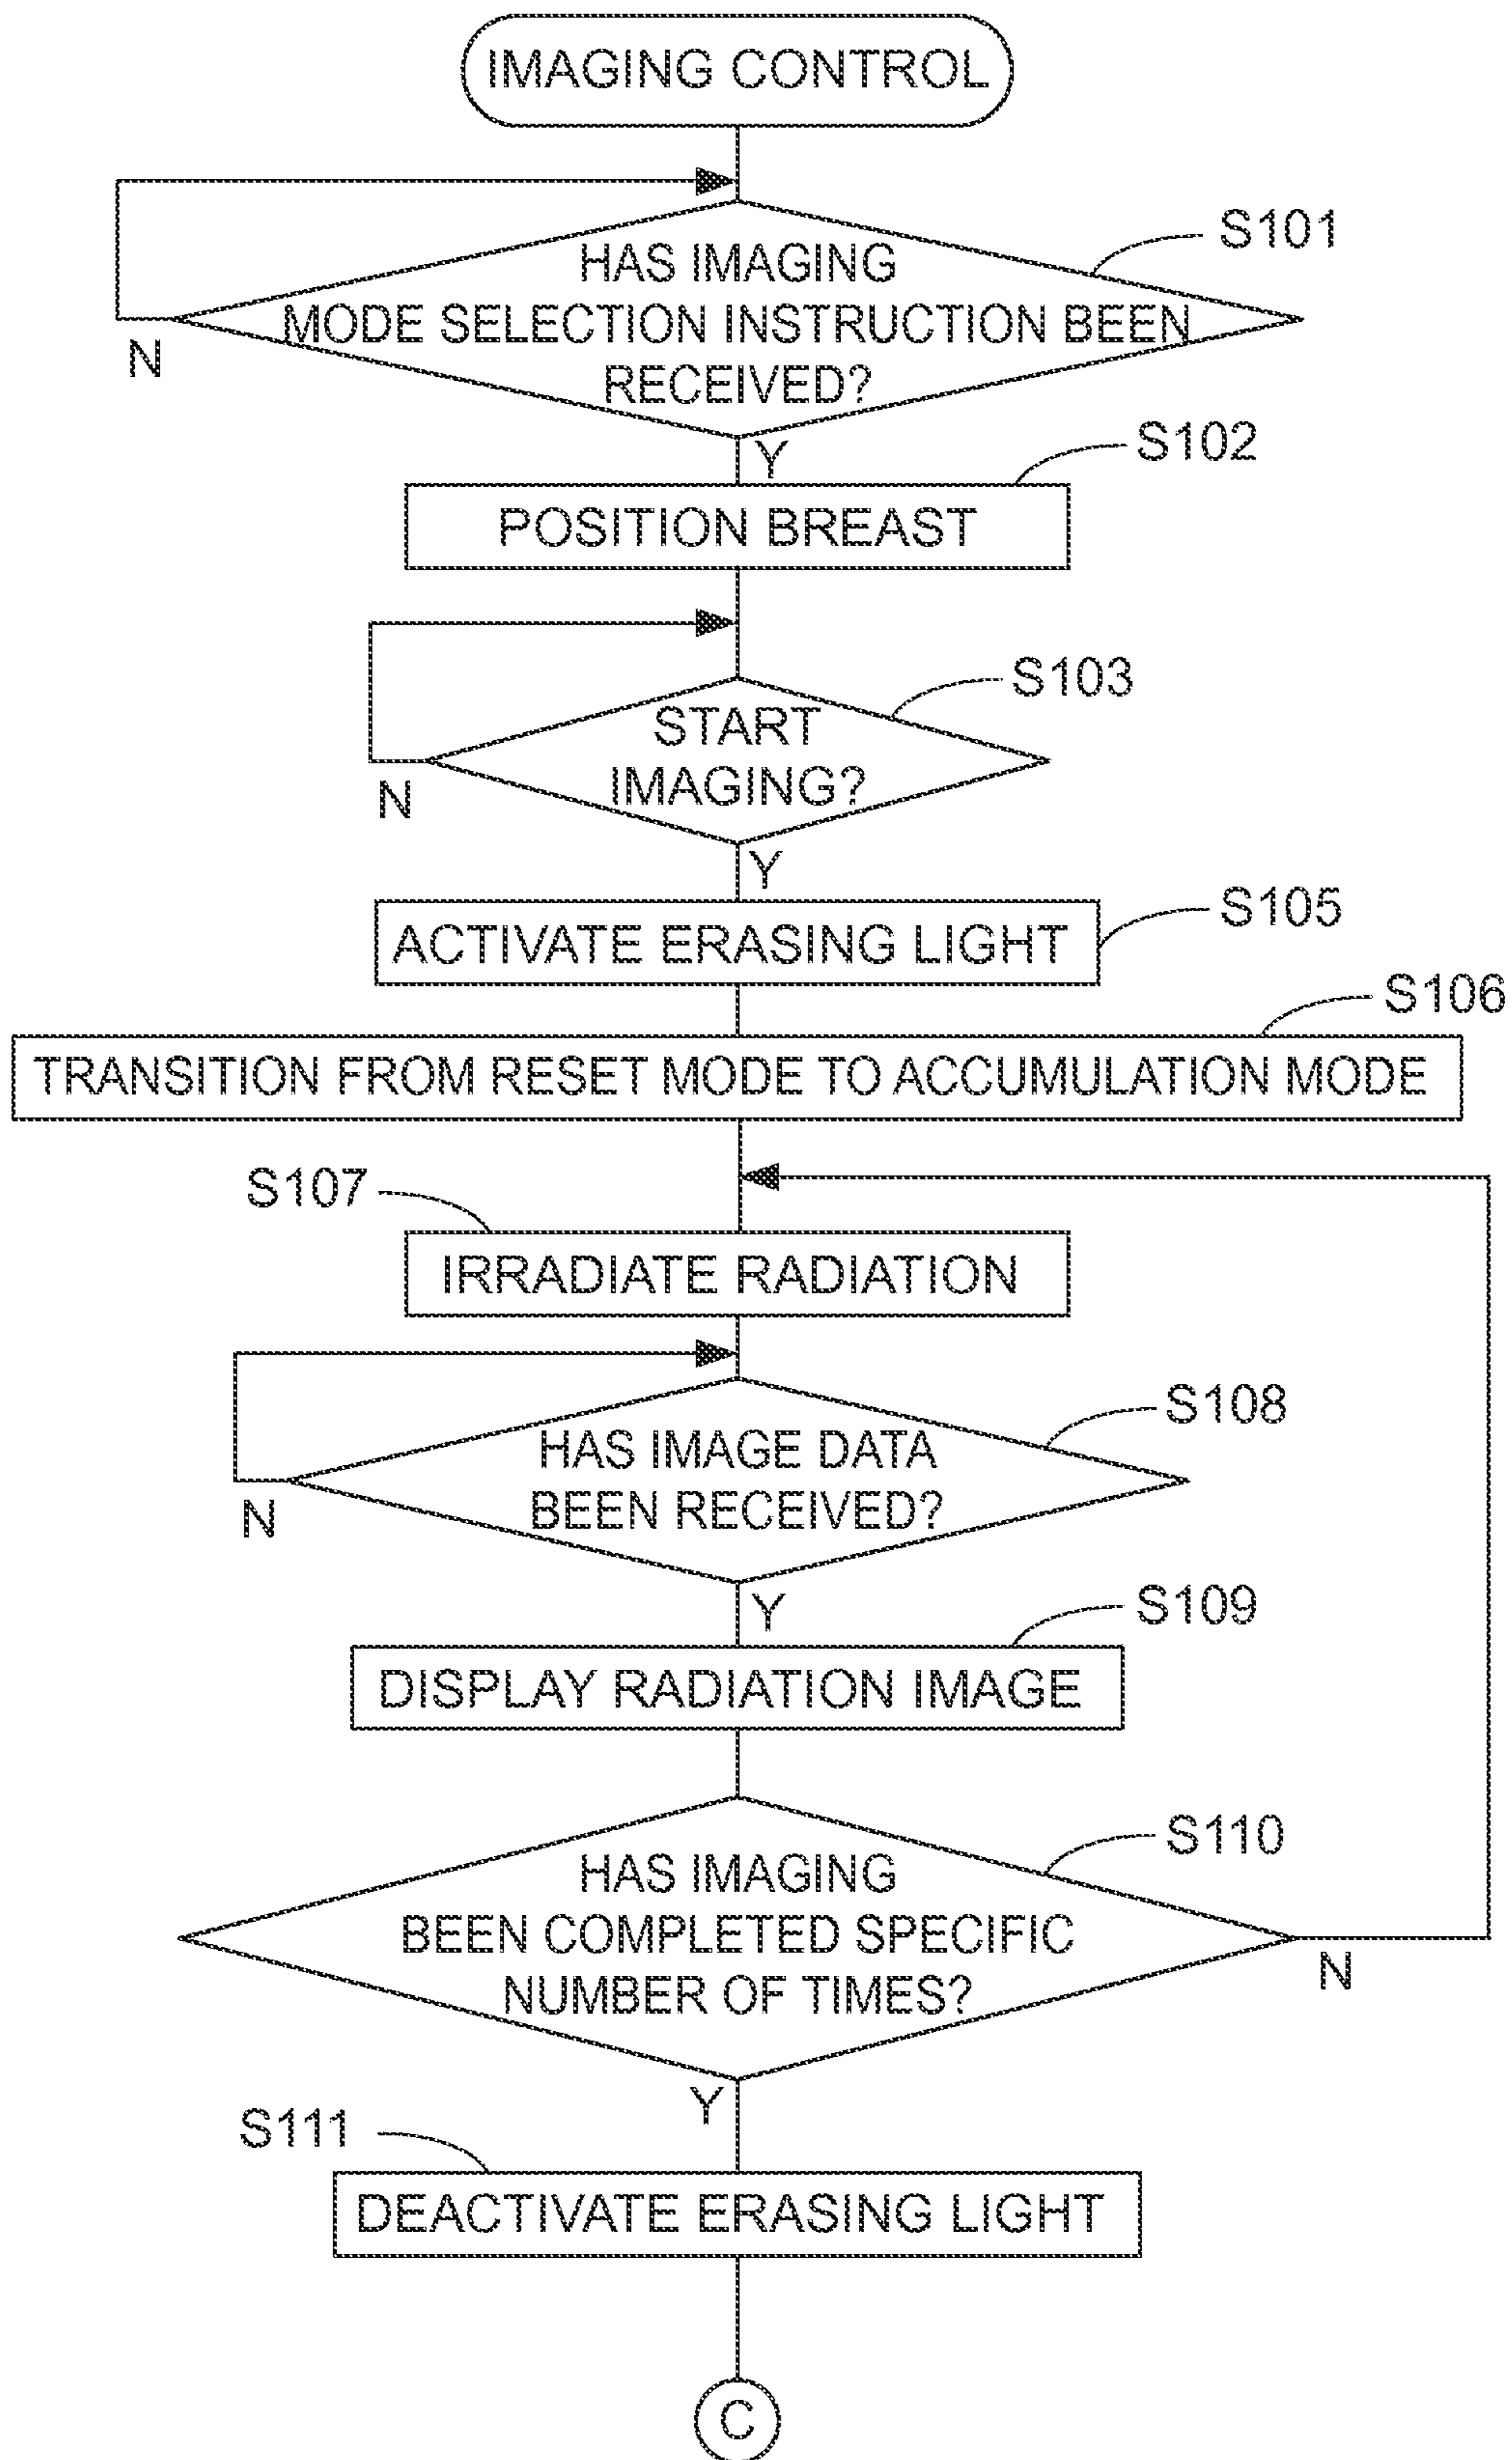 IMAGING CONTROL
S101
HAS IMAGING
MODE SELECTION INSTRUCTION BEEN
RECEIVED?
N
Y
S102
POSITION BREAST
S103
START
IMAGING?
N
Y
S105
ACTIVATE ERASING LIGHT
S106
TRANSITION FROM RESET MODE TO ACCUMULATION MODE
S107
IRRADIATE RADIATION
S108
HAS IMAGE DATA
BEEN RECEIVED?
N
Y
S109
DISPLAY RADIATION IMAGE
S110
HAS IMAGING
BEEN COMPLETED SPECIFIC
NUMBER OF TIMES?
N
Y
S111
DEACTIVATE ERASING LIGHT
C